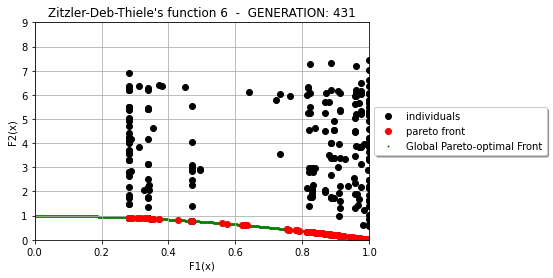 Zitzler-Deb-Thiele's function 6 - GENERATION: 431
9
8
7
6
5
4
3
2
1
0
F2(x)
0.0 0.2 0.4 0.6 0.8 1.0
F1(x)
individuals
pareto front
Global Pareto-optimal Front